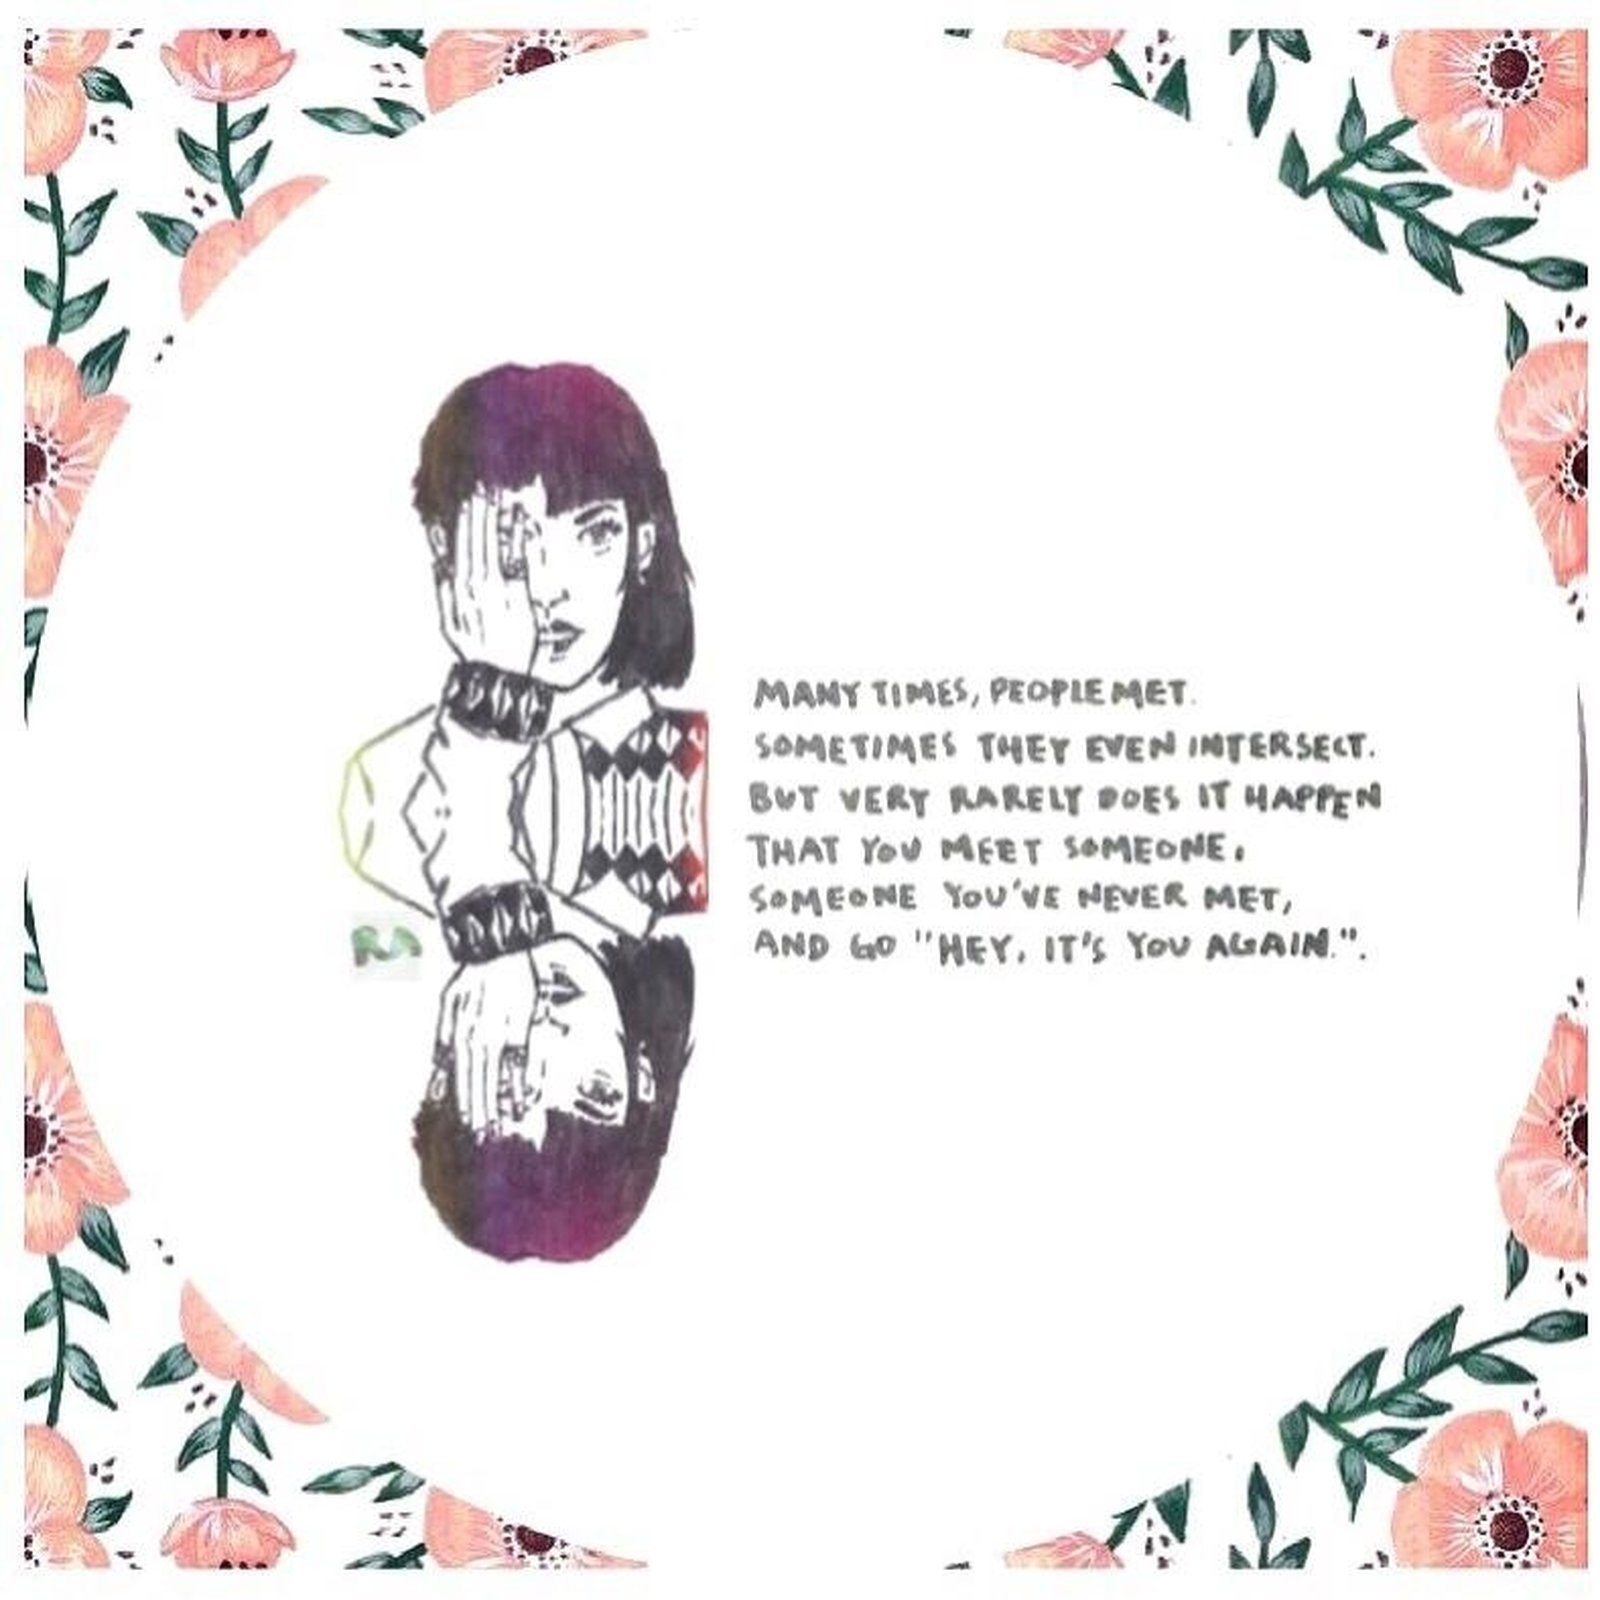 MANY TIMES, PEOPLE MET.
SOMETIMES THEY EVEN INTERSECT.
BUT VERY RARELY DOES IT HAPPEN
THAT YOU MEET SOMEONE,
SOMEONE YOU'VE NEVER MET,
AND GO "HEY, IT'S YOU AGAIN.".